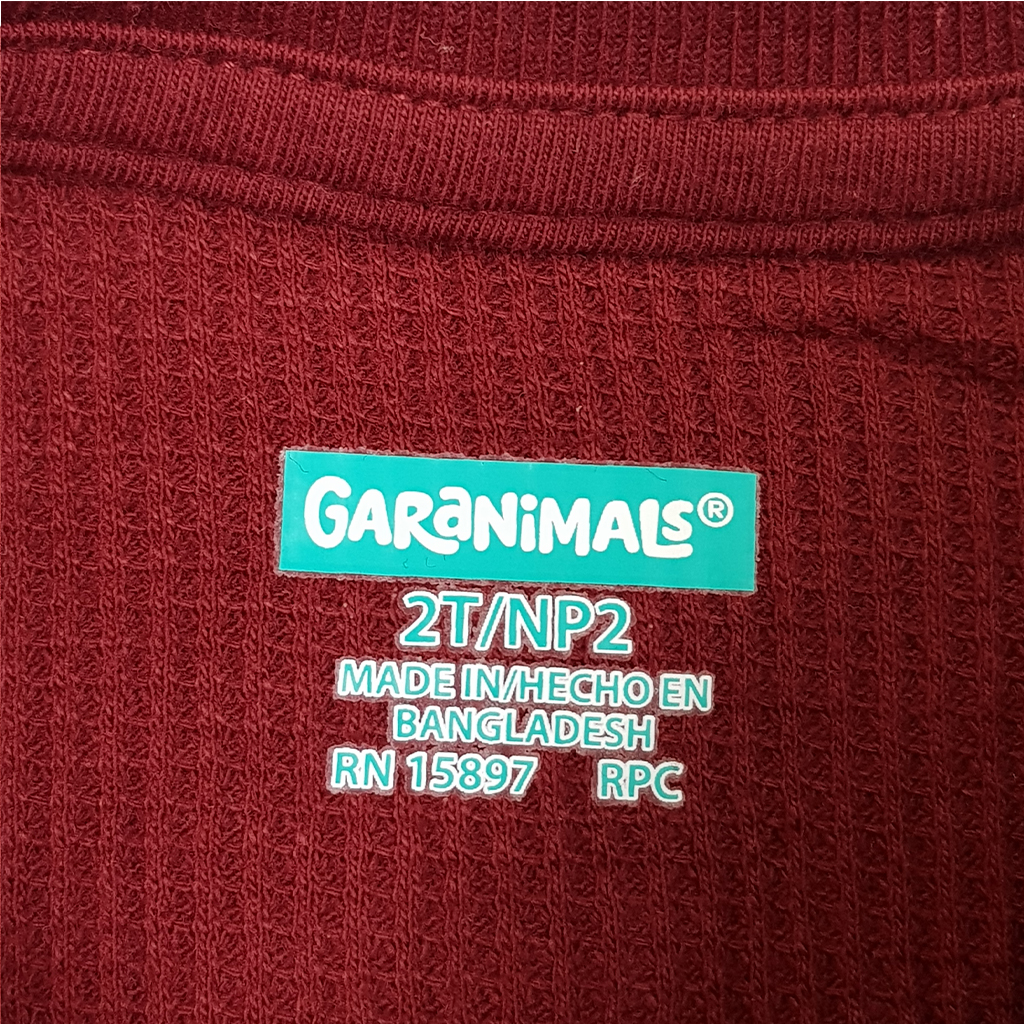 GARANIMALS®
2T/NP2
MADE IN/HECHO EN
BANGLADESH
RN 15897 RPC